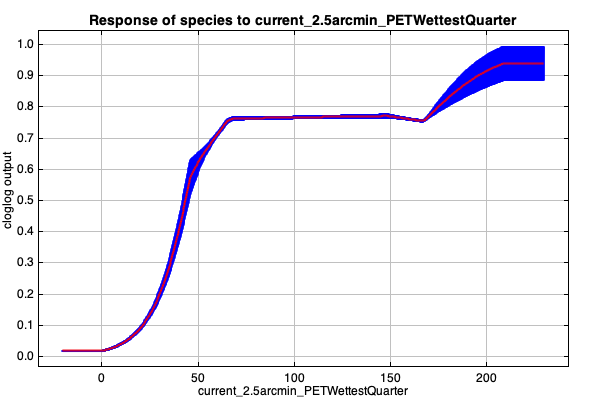 Response of species to current_2.5arcmin_PETWettestQuarter
1.0
0.9
0.8
0.7
0.6
0.5
0.4
0.3
0.2
0.1
0.0
cloglog output
0 50 100 150 200
current_2.5arcmin_PETWettestQuarter